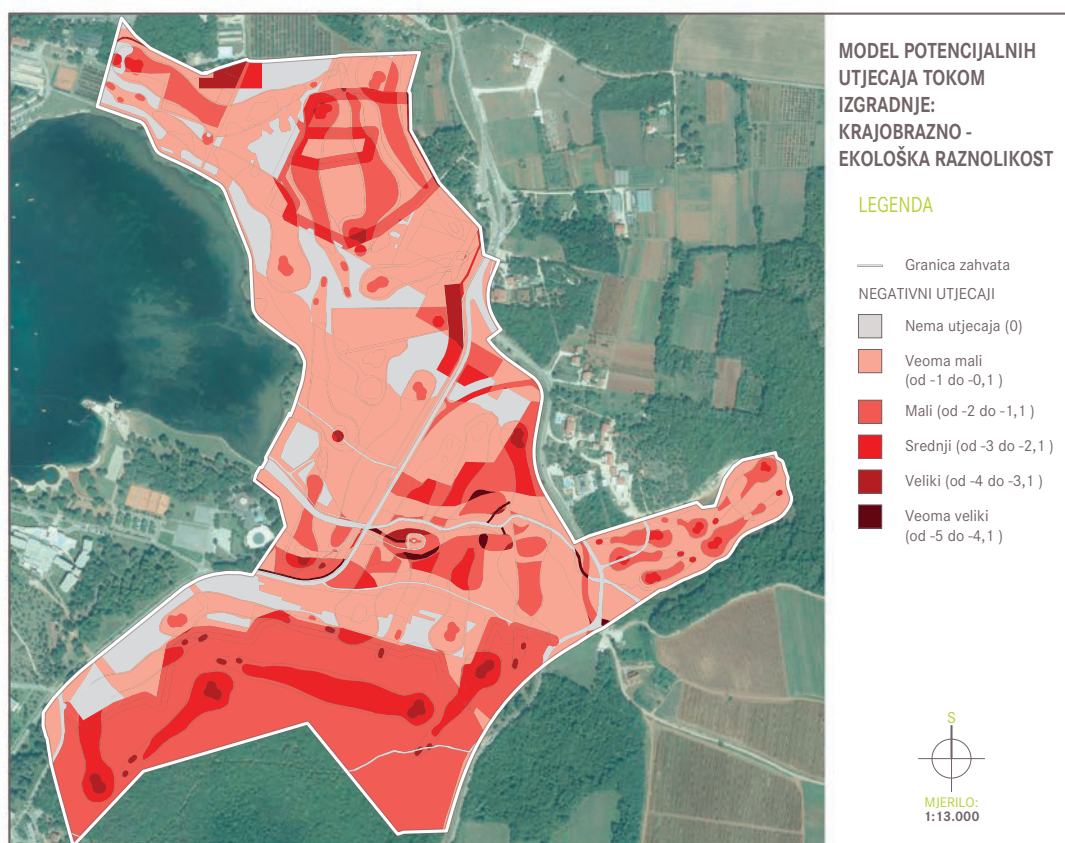 MODEL POTENCIJALNIH
UTJECAJA TOKOM
IZGRADNJE:
KRAJOBRAZNO -
EKOLOŠKA RAZNOLIKOST
LEGENDA
Granica zahvata
NEGATIVNI UTJECAJI
Nema utjecaja (0)
Veoma mali
(od -1 do -0,1 )
Mali (od -2 do -1,1 )
Srednji (od -3 do -2,1 )
Veliki (od -4 do -3,1 )
Veoma veliki
(od -5 do -4,1 )
S
MJERILO:
1:13.000